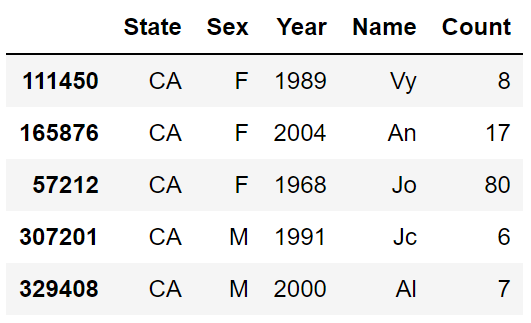 State Sex Year Name Count
111450 CA F 1989 Vy 8
165876 CA F 2004 An 17
57212 CA F 1968 Jo 80
307201 CA M 1991 Jc 6
329408 CA M 2000 Al 7